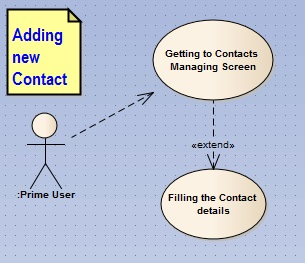 Adding
new
Contact
Getting to Contacts
Managing Screen
«extend»
:Prime User
Filling the Contact
details